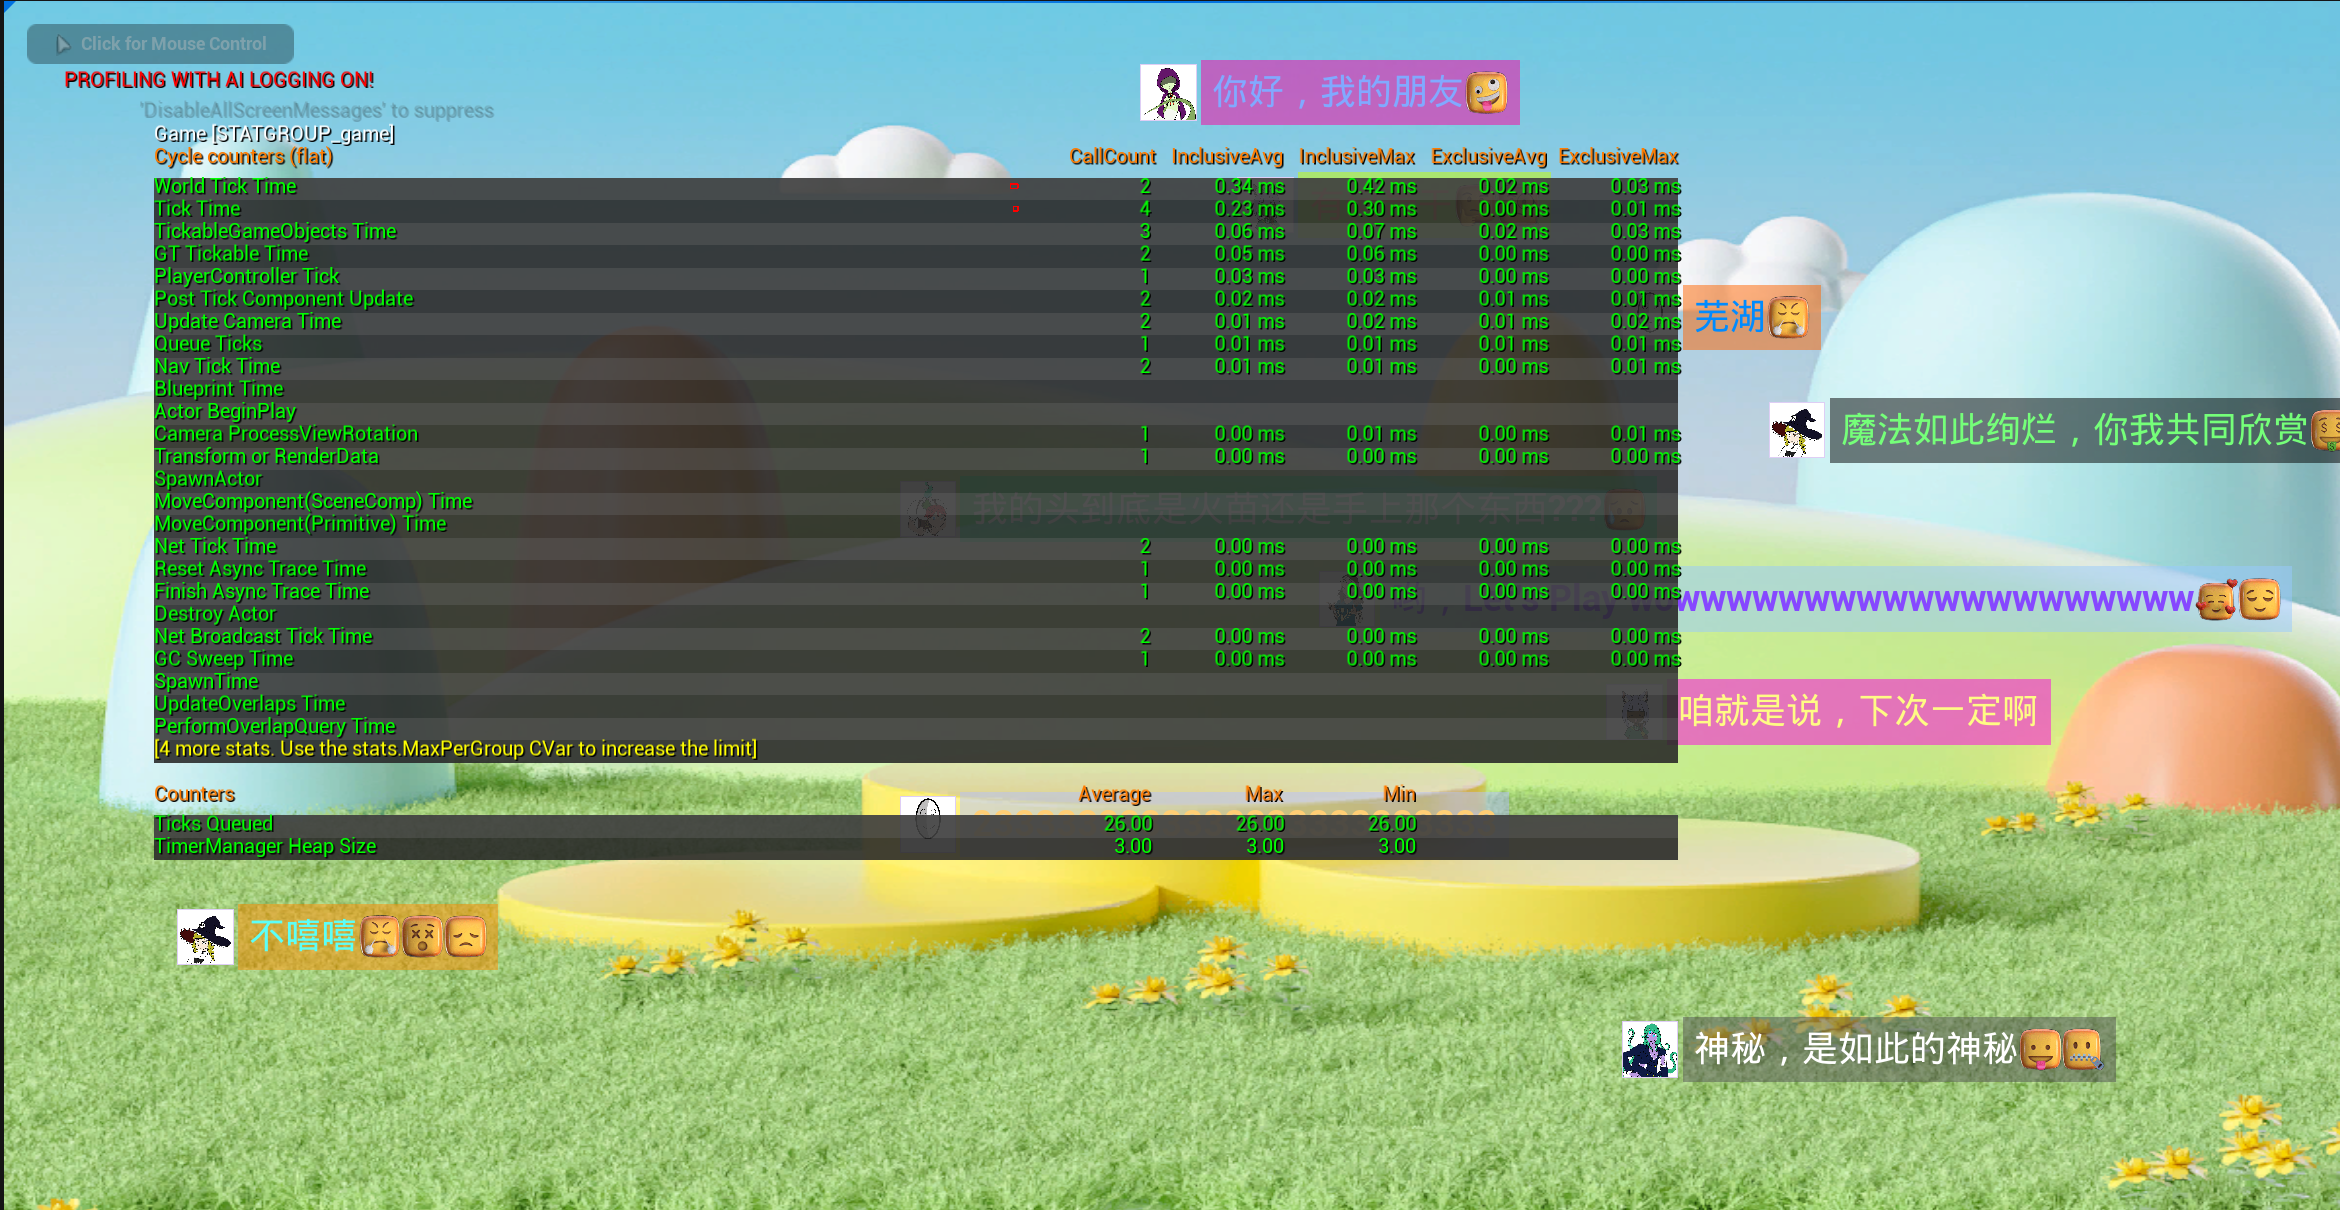 Click for Mouse Control
PROFILING WITH AI LOGGING ON!
'DisableAllScreenMessages' to suppress
你好，我的朋友
Game [STATGROUP_game]
Cycle counters (flat) CallCount InclusiveAvg InclusiveMax ExclusiveAvg ExclusiveMax
World Tick Time 2 0.34 ms 0.42 ms 0.02 ms 0.03 ms
Tick Time 4 0.23 ms 0.30 ms 0.00 ms 0.01 ms
TickableGameObjects Time 3 0.06 ms 0.07 ms 0.02 ms 0.03 ms
GT Tickable Time 2 0.05 ms 0.06 ms 0.00 ms 0.00 ms
PlayerController Tick 1 0.03 ms 0.03 ms 0.00 ms 0.00 ms
Post Tick Component Update 2 0.02 ms 0.02 ms 0.01 ms 0.01 ms
Update Camera Time 2 0.01 ms 0.02 ms 0.01 ms 0.02 ms
芜湖
Queue Ticks 1 0.01 ms 0.01 ms 0.01 ms 0.01 ms
Nav Tick Time 2 0.01 ms 0.01 ms 0.00 ms 0.01 ms
Blueprint Time
Actor BeginPlay
Camera ProcessViewRotation 1 0.00 ms 0.01 ms 0.00 ms 0.01 ms
魔法如此绚烂，你我共同欣赏
Transform or RenderData 1 0.00 ms 0.00 ms 0.00 ms 0.00 ms
SpawnActor
MoveComponent(SceneComp) Time
我的头到底是火苗还是手上那个东西???
MoveComponent(Primitive) Time
Net Tick Time 2 0.00 ms 0.00 ms 0.00 ms 0.00 ms
Reset Async Trace Time 1 0.00 ms 0.00 ms 0.00 ms 0.00 ms
Finish Async Trace Time 1 0.00 ms 0.00 ms 0.00 ms 0.00 ms
Let's Play wowwwwwwwwwwwwwwwwwwww
Destroy Actor
Net Broadcast Tick Time 2 0.00 ms 0.00 ms 0.00 ms 0.00 ms
GC Sweep Time 1 0.00 ms 0.00 ms 0.00 ms 0.00 ms
SpawnTime
UpdateOverlaps Time
咱就是说，下次一定啊
PerformOverlapQuery Time
[4 more stats. Use the stats.MaxPerGroup CVar to increase the limit]
Counters Average Max Min
Ticks Queued 26.00 26.00 26.00
TimerManager Heap Size 3.00 3.00 3.00
不嘻嘻
神秘，是如此的神秘